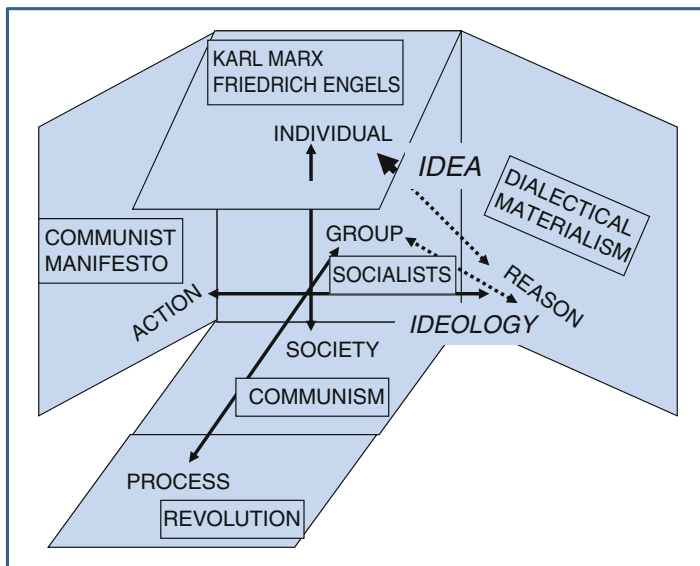 KARL MARX
FRIEDRICH ENGELS
INDIVIDUAL
IDEA
DIALECTICAL
MATERIALISM
COMMUNIST
MANIFESTO
GROUP
SOCIALISTS
REASON
ACTION
IDEOLOGY
SOCIETY
COMMUNISM
PROCESS
REVOLUTION